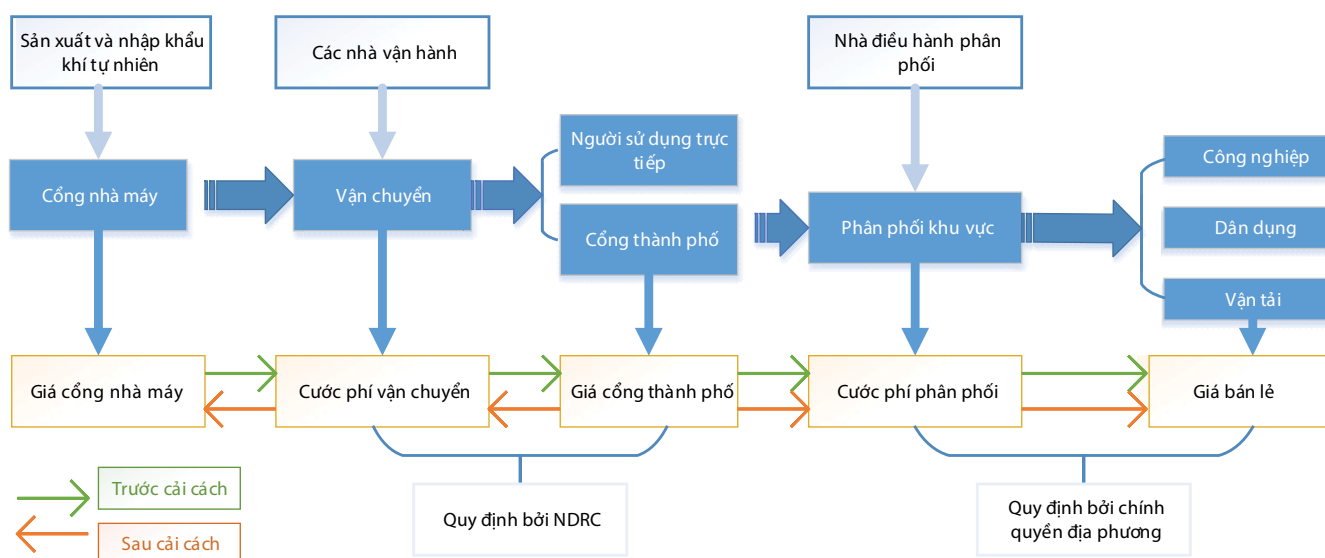 Sản xuất và nhập khẩu
khí tự nhiên
Các nhà vận hành
Nhà điều hành phân
phối
Cổng nhà máy
Vận chuyển
Người sử dụng trực
tiếp
Cổng thành phố
Phân phối khu vực
Công nghiệp
Dân dụng
Vận tải
Giá cổng nhà máy
Cước phí vận chuyển
Giá cổng thành phố
Cước phí phân phối
Giá bán lẻ
Trước cải cách
Sau cải cách
Quy định bởi NDRC
Quy định bởi chính
quyền địa phương